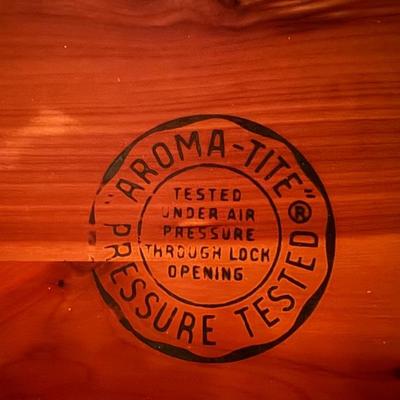 "AROMA-TITE"®
TESTED
UNDER AIR
PRESSURE
THROUGH LOCK
OPENING
PRESSURE TESTED